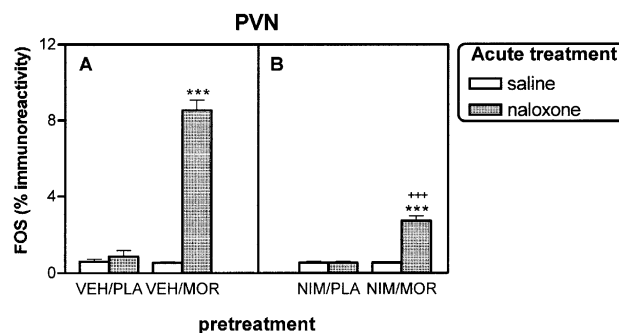 PVN
12
8
4
0
FOS (% immunoreactivity)
A
***
B
+++
***
VEH/PLA VEH/MOR
NIM/PLA NIM/MOR
pretreatment
Acute treatment
saline
naloxone